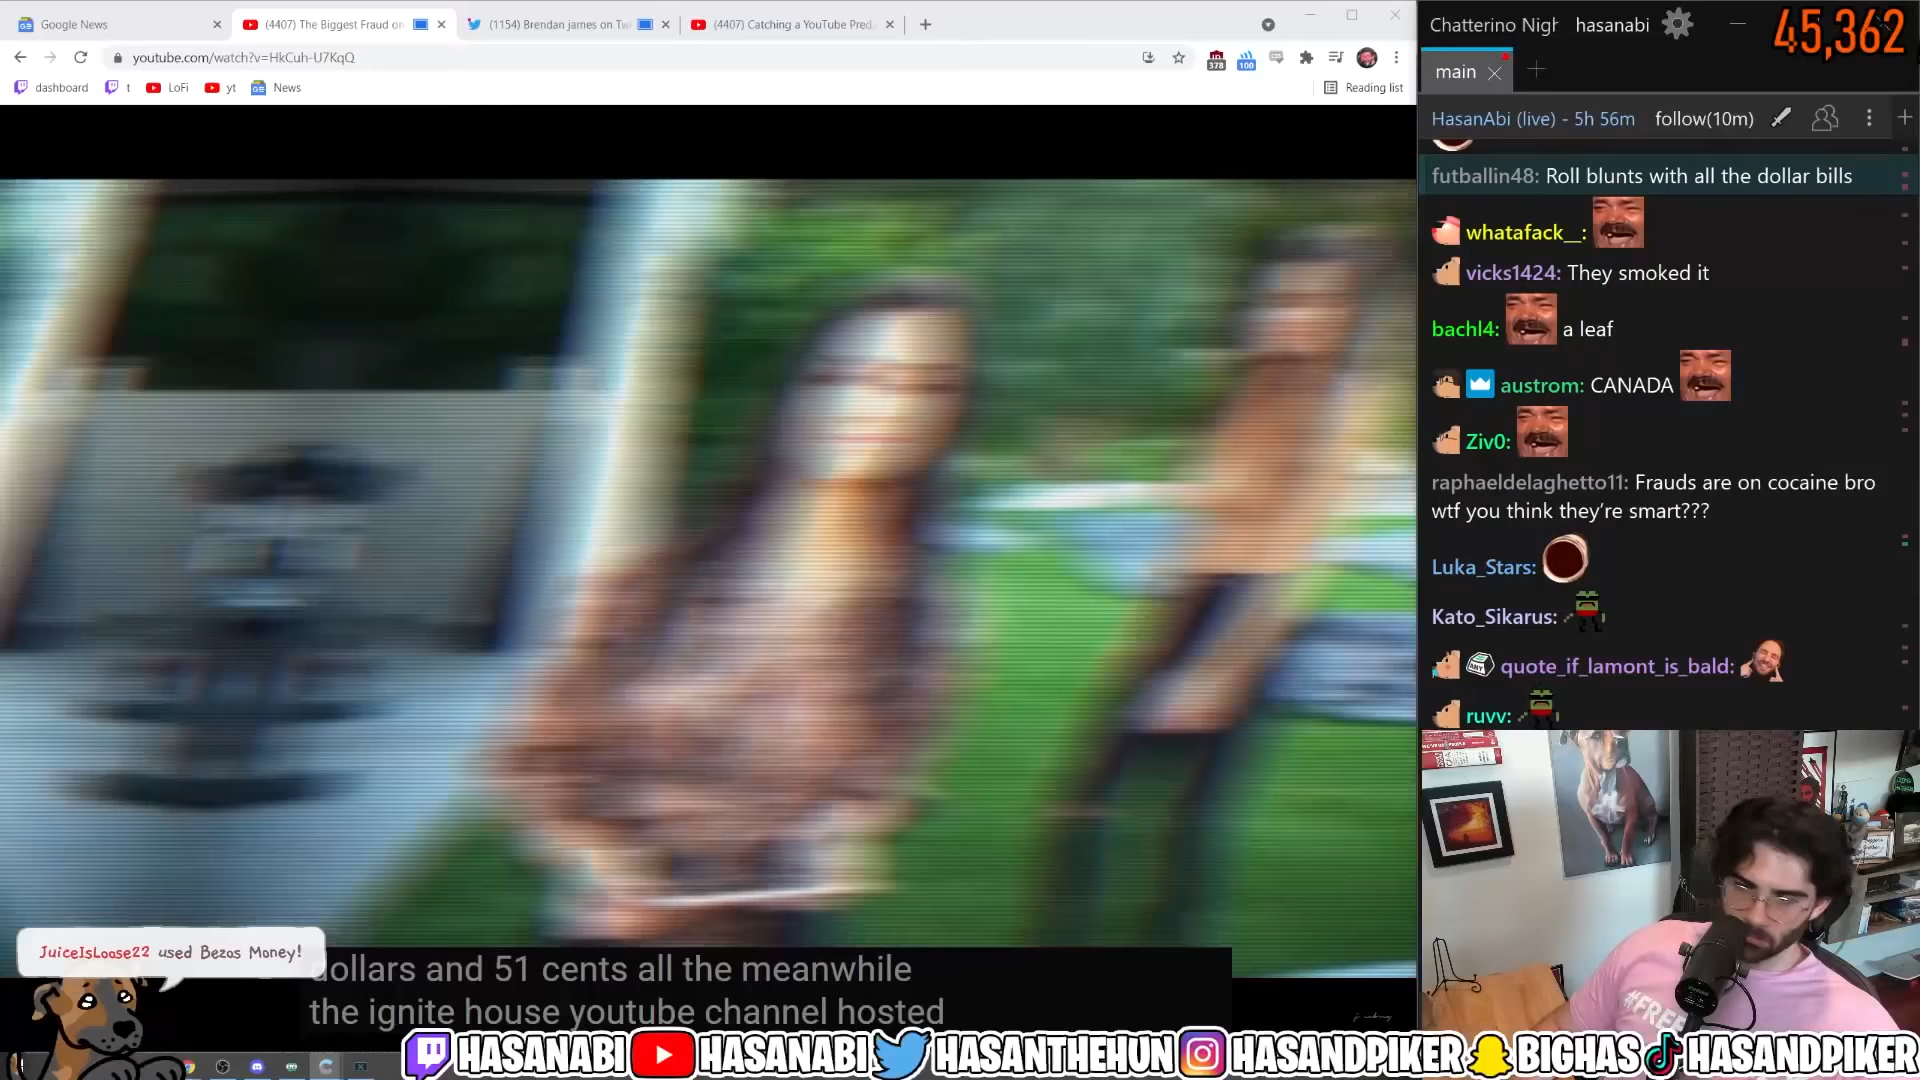 Google News
(4407) The Biggest Fraud on
(1154) Brendan james on Tw
(4407) Catching a YouTube Pred
youtube.com/watch?v=HkCuh-U7KqQ
378
100
dashboard
t
LoFi
yt
News
Reading list
Chatterino Nigh
hasanabi
45,362
main
HasanAbi (live) - 5h 56m
follow(10m)
futballin48: Roll blunts with all the dollar bills
whatafack__:
vicks1424: They smoked it
bachl4: a leaf
austrom: CANADA
Ziv0:
raphaeldelaghetto11: Frauds are on cocaine bro
wtf you think they're smart???
Luka_Stars:
Kato_Sikarus:
quote_if_lamont_is_bald:
ruvv:
JuiceIsLoose22 used Bezos Money!
dollars and 51 cents all the meanwhile
the ignite house youtube channel hosted
#FREE
HASANABI
HASANABI
HASANTHEHUN
HASANDPIKER
BIGHAS
HASANDPIKER